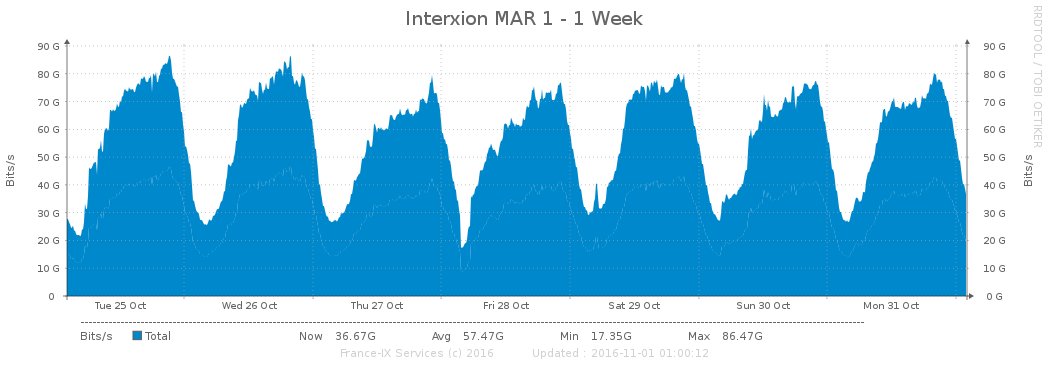 Interxion MAR 1 - 1 Week
RRDTOOL / TOBI OETIKER
Bits/s
90 G
80 G
70 G
60 G
50 G
40 G
30 G
20 G
10 G
0
90 G
80 G
70 G
60 G
50 G
40 G
30 G
20 G
10 G
0 G
Bits/s
Tue 25 Oct Wed 26 Oct Thu 27 Oct Fri 28 Oct Sat 29 Oct Sun 30 Oct Mon 31 Oct
Bits/s Total Now 36.67G Avg 57.47G Min 17.35G Max 86.47G
France-IX Services (c) 2016 Updated : 2016-11-01 01:00:12